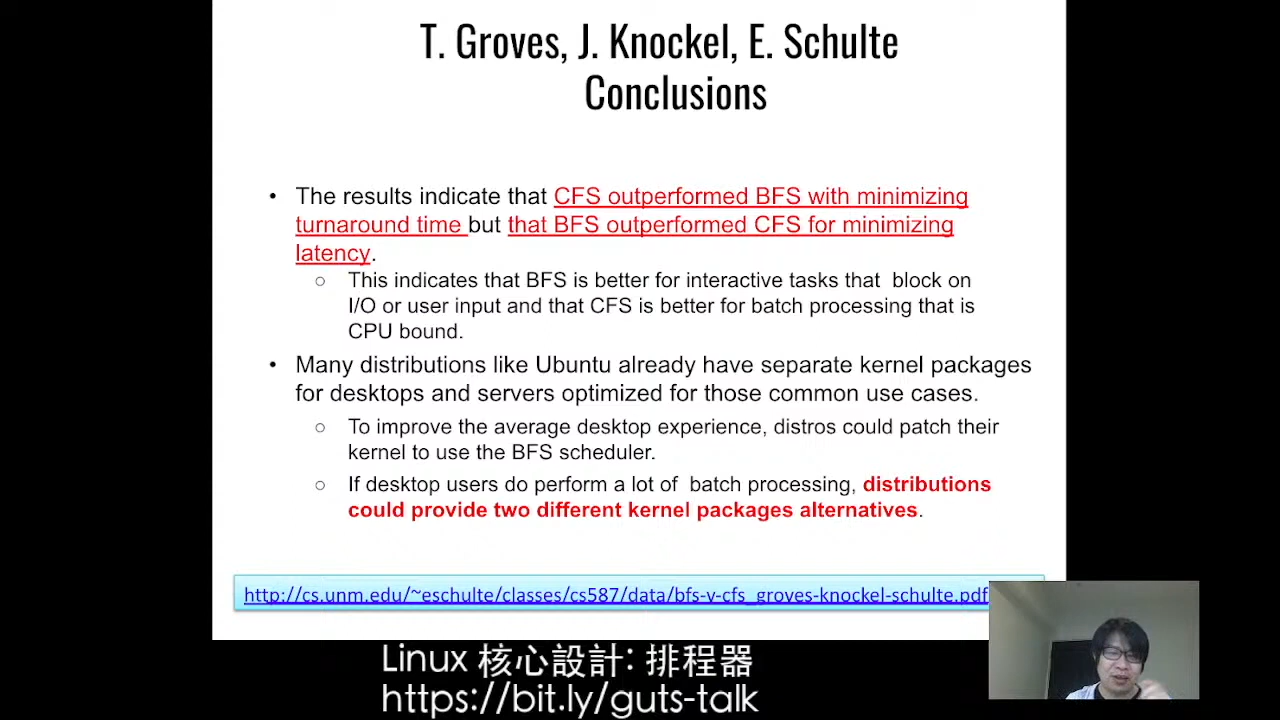 T. Groves, J. Knockel, E. Schulte
Conclusions
• The results indicate that CFS outperformed BFS with minimizing
turnaround time but that BFS outperformed CFS for minimizing
latency.
○ This indicates that BFS is better for interactive tasks that block on
I/O or user input and that CFS is better for batch processing that is
CPU bound.
• Many distributions like Ubuntu already have separate kernel packages
for desktops and servers optimized for those common use cases.
○ To improve the average desktop experience, distros could patch their
kernel to use the BFS scheduler.
○ If desktop users do perform a lot of batch processing, distributions
could provide two different kernel packages alternatives.
http://cs.unm.edu/~eschulte/classes/cs587/data/bfs-v-cfs_groves-knockel-schulte.pdf
Linux 核心設計: 排程器
https://bit.ly/guts-talk